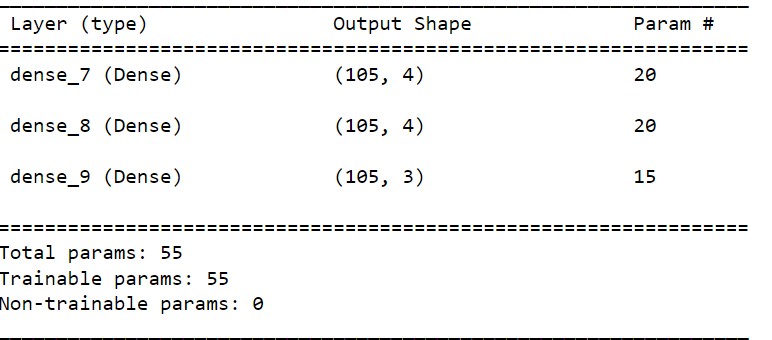 Layer (type) Output Shape Param #
=================================================================
dense_7 (Dense) (105, 4) 20
dense_8 (Dense) (105, 4) 20
dense_9 (Dense) (105, 3) 15
=================================================================
Total params: 55
Trainable params: 55
Non-trainable params: 0